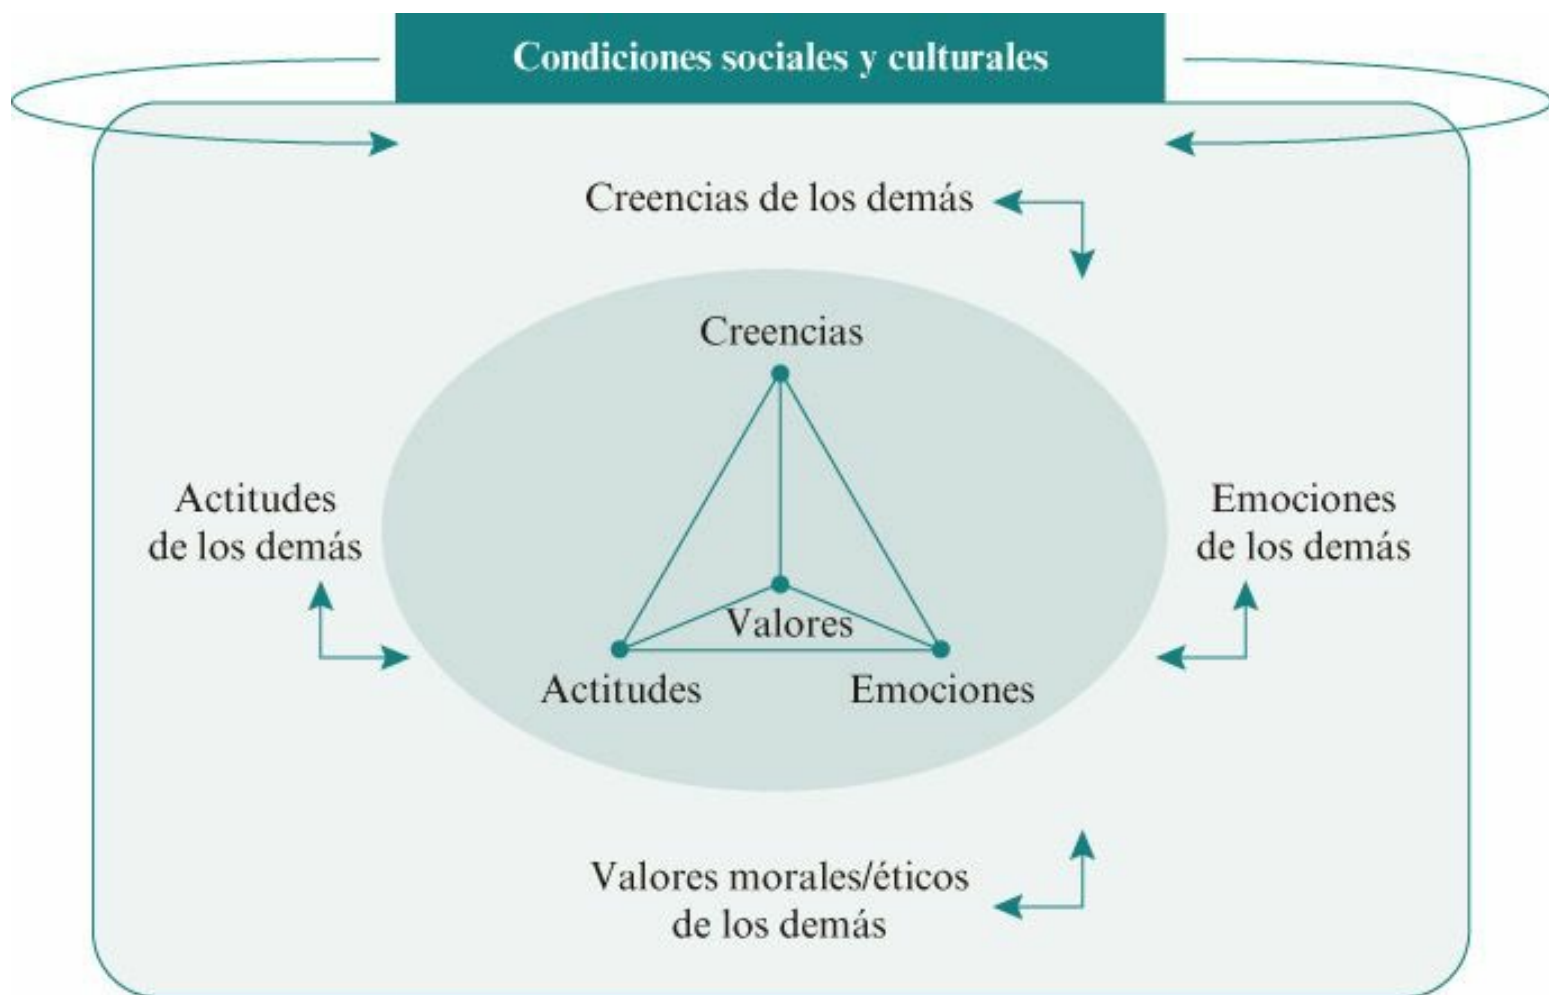 Condiciones sociales y culturales
Creencias de los demás
Creencias
Actitudes
de los demás
Emociones
de los demás
Valores
Actitudes
Emociones
Valores morales/éticos
de los demás